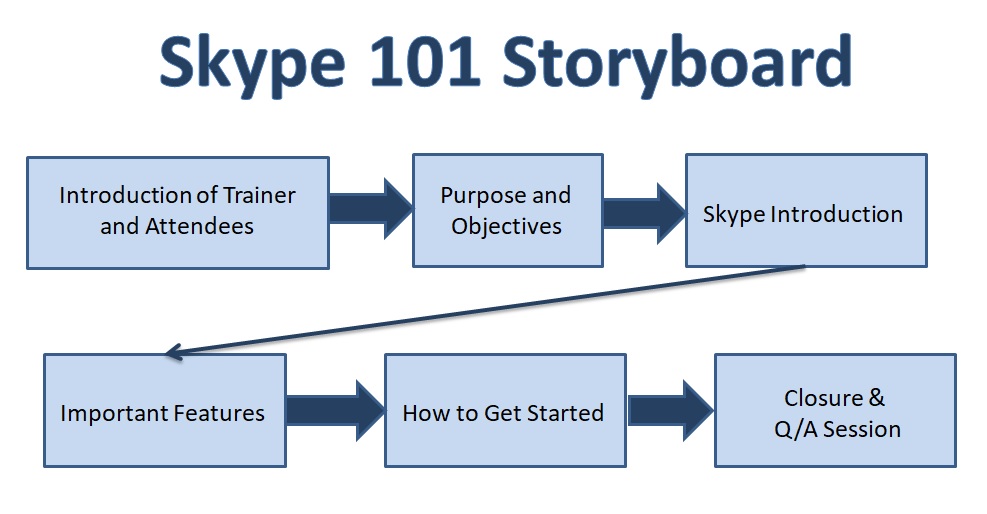 Skype 101 Storyboard
Introduction of Trainer
and Attendees
Purpose and
Objectives
Skype Introduction
Important Features
How to Get Started
Closure &
Q/A Session